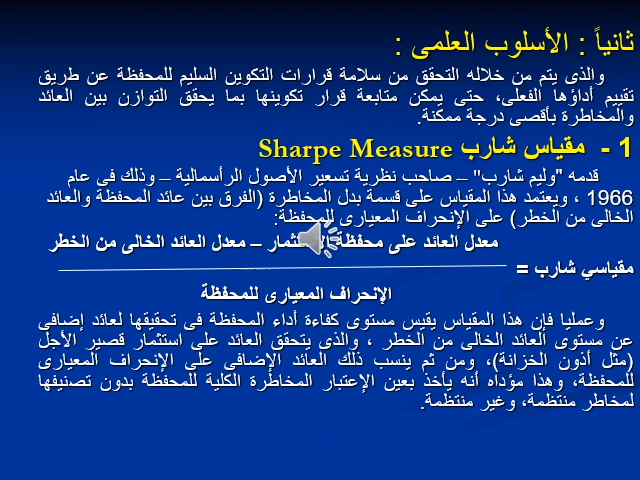 ثانياً : الأسلوب العلمى :
والذى يتم من خلاله التحقق من سلامة قرارات التكوين السليم للمحفظة عن طريق
تقييم أداؤها الفعلى، حتى يمكن متابعة قرار تكوينها بما يحقق التوازن بين العائد
والمخاطرة بأقصى درجة ممكنة.
1 - مقياس شارب Sharpe Measure
قدمه "وليم شارب" – صاحب نظرية تسعير الأصول الرأسمالية – وذلك فى عام
1966 ، ويعتمد هذا المقياس على قسمة بدل المخاطرة (الفرق بين عائد المحفظة والعائد
الخالى من الخطر) على الإنحراف المعيارى للمحفظة:
معدل العائد على محفظة – معدل العائد الخالى من الخطر
مقياسي شارب =
الإنحراف المعيارى للمحفظة
وعمليا فإن هذا المقياس يقيس مستوى كفاءة أداء المحفظة فى تحقيقها لعائد إضافى
عن مستوى العائد الخالى من الخطر ، والذى يتحقق العائد على استثمار قصير الأجل
(مثل أذون الخزانة)، ومن ثم ينسب ذلك العائد الإضافى على الإنحراف المعيارى
للمحفظة، وهذا مؤداه أنه يأخذ بعين الإعتبار المخاطرة الكلية للمحفظة بدون تصنيفها
لمخاطر منتظمة، وغير منتظمة.